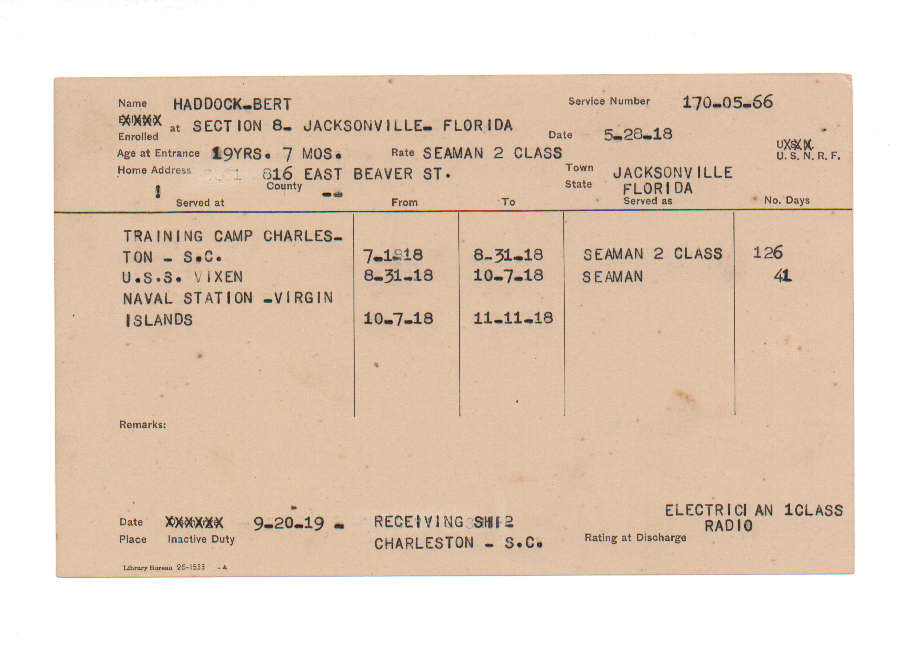 Name HADDOCK-BERT Service Number 170-05-66
Enrolled at SECTION 8- JACKSONVILLE- FLORIDA Date 5-28-18
Age at Entrance 19YRS. 7 MOS. Rate SEAMAN 2 CLASS U. S. N. R. F.
Home Address 816 EAST BEAVER ST. Town JACKSONVILLE
County -- State FLORIDA
Served at From To Served as No. Days
TRAINING CAMP CHARLES-
TON - S.C. 7-1-18 8-31-18 SEAMAN 2 CLASS 126
U.S.S. VIXEN 8-31-18 10-7-18 SEAMAN 41
NAVAL STATION -VIRGIN
ISLANDS 10-7-18 11-11-18
Remarks:
ELECTRICIAN 1CLASS
Date 9-20-19 - RECEIVING SHIP RADIO
Place Inactive Duty CHARLESTON - S.C. Rating at Discharge
Library Bureau 26-1533 -A